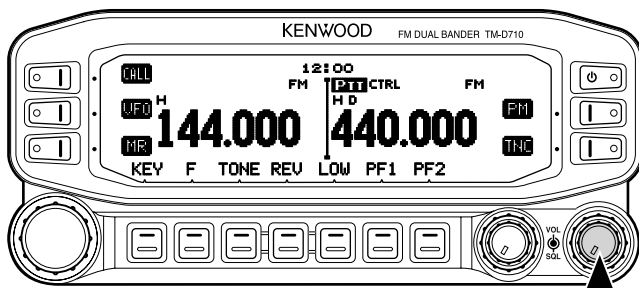 KENWOOD FM DUAL BANDER TM-D710
12:00
CALL FM PTT CTRL FM
VFO H H D PM
MR 144.000 440.000 TNC
KEY F TONE REV LOW PF1 PF2
VOL
SQL